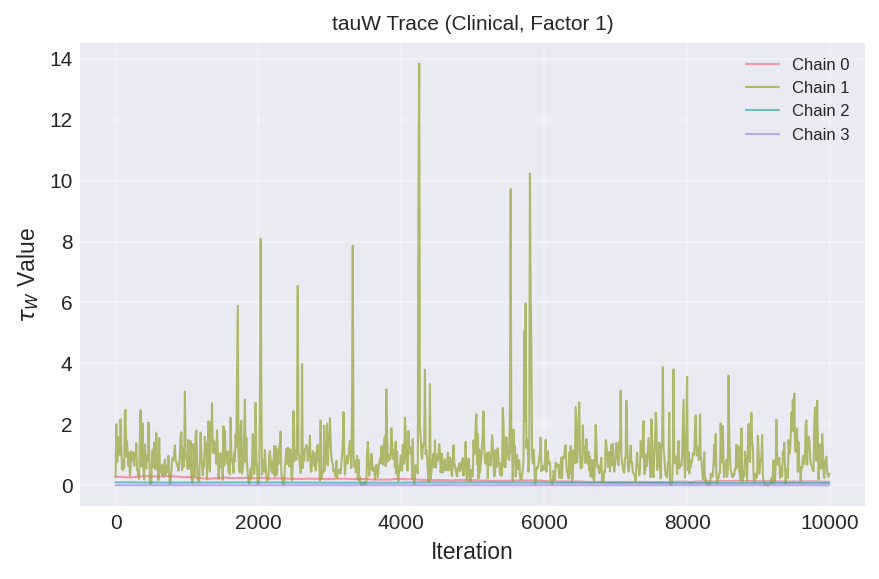 tauW Trace (Clinical, Factor 1)
14
12
10
8
6
4
2
0
τW Value
Chain 0
Chain 1
Chain 2
Chain 3
0 2000 4000 6000 8000 10000
Iteration